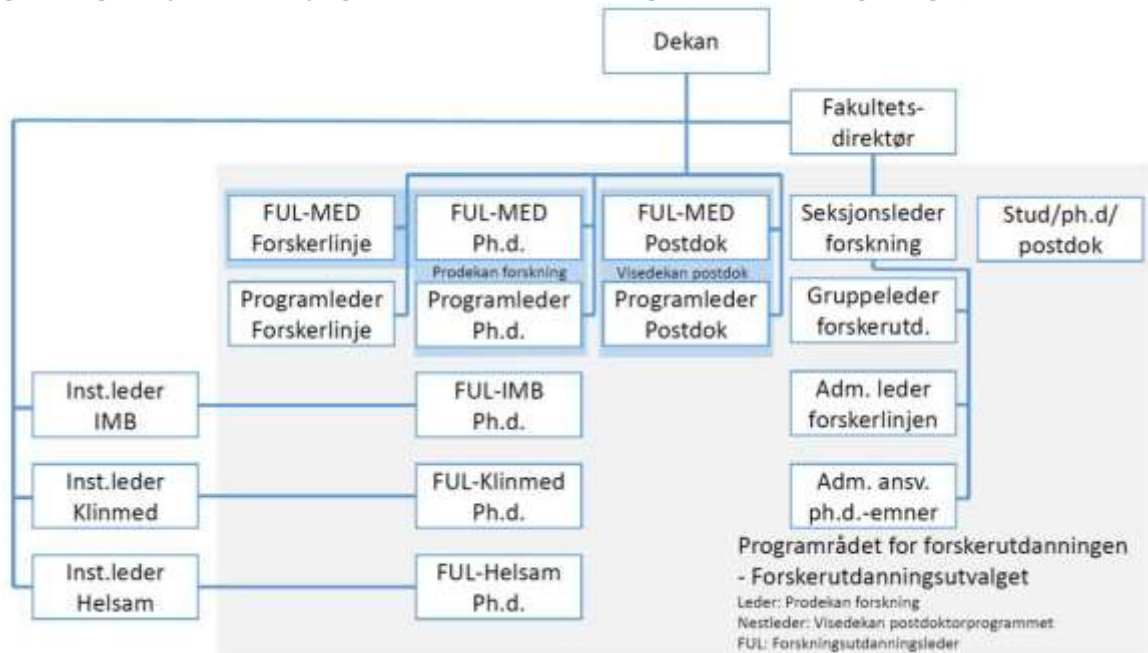 Dekan
Fakultets-
direktør
FUL-MED
Forskerlinje
FUL-MED
Ph.d.
Prodekan forskning
FUL-MED
Postdok
Visedekan postdok
Seksjonsleder
forskning
Stud/ph.d/
postdok
Programleder
Forskerlinje
Programleder
Ph.d.
Programleder
Postdok
Gruppeleder
forskerutd.
Inst.leder
IMB
FUL-IMB
Ph.d.
Adm. leder
forskerlinjen
Inst.leder
Klinmed
FUL-Klinmed
Ph.d.
Adm. ansv.
ph.d.-emner
Inst.leder
Helsam
FUL-Helsam
Ph.d.
Programrådet for forskerutdanningen
- Forskerutdanningsutvalget
Leder: Prodekan forskning
Nestleder: Visedekan postdoktorprogrammet
FUL: Forskningsutdanningsleder